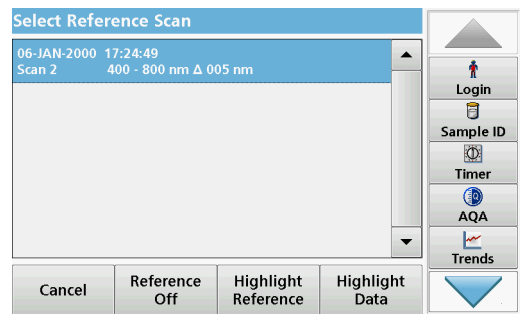 Select Reference Scan
06-JAN-2000 17:24:49
Scan 2 400 - 800 nm Δ 005 nm
Login
Sample ID
Timer
AQA
Trends
Cancel
Reference
Off
Highlight
Reference
Highlight
Data